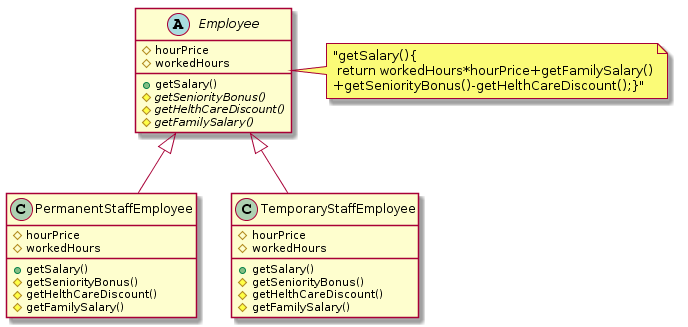 A Employee
hourPrice
workedHours
getSalary()
getSeniorityBonus()
getHelthCareDiscount()
getFamilySalary()
"getSalary(){
return workedHours*hourPrice+getFamilySalary()
+getSeniorityBonus()-getHelthCareDiscount();}"
C PermanentStaffEmployee
hourPrice
workedHours
getSalary()
getSeniorityBonus()
getHelthCareDiscount()
getFamilySalary()
C TemporaryStaffEmployee
hourPrice
workedHours
getSalary()
getSeniorityBonus()
getHelthCareDiscount()
getFamilySalary()